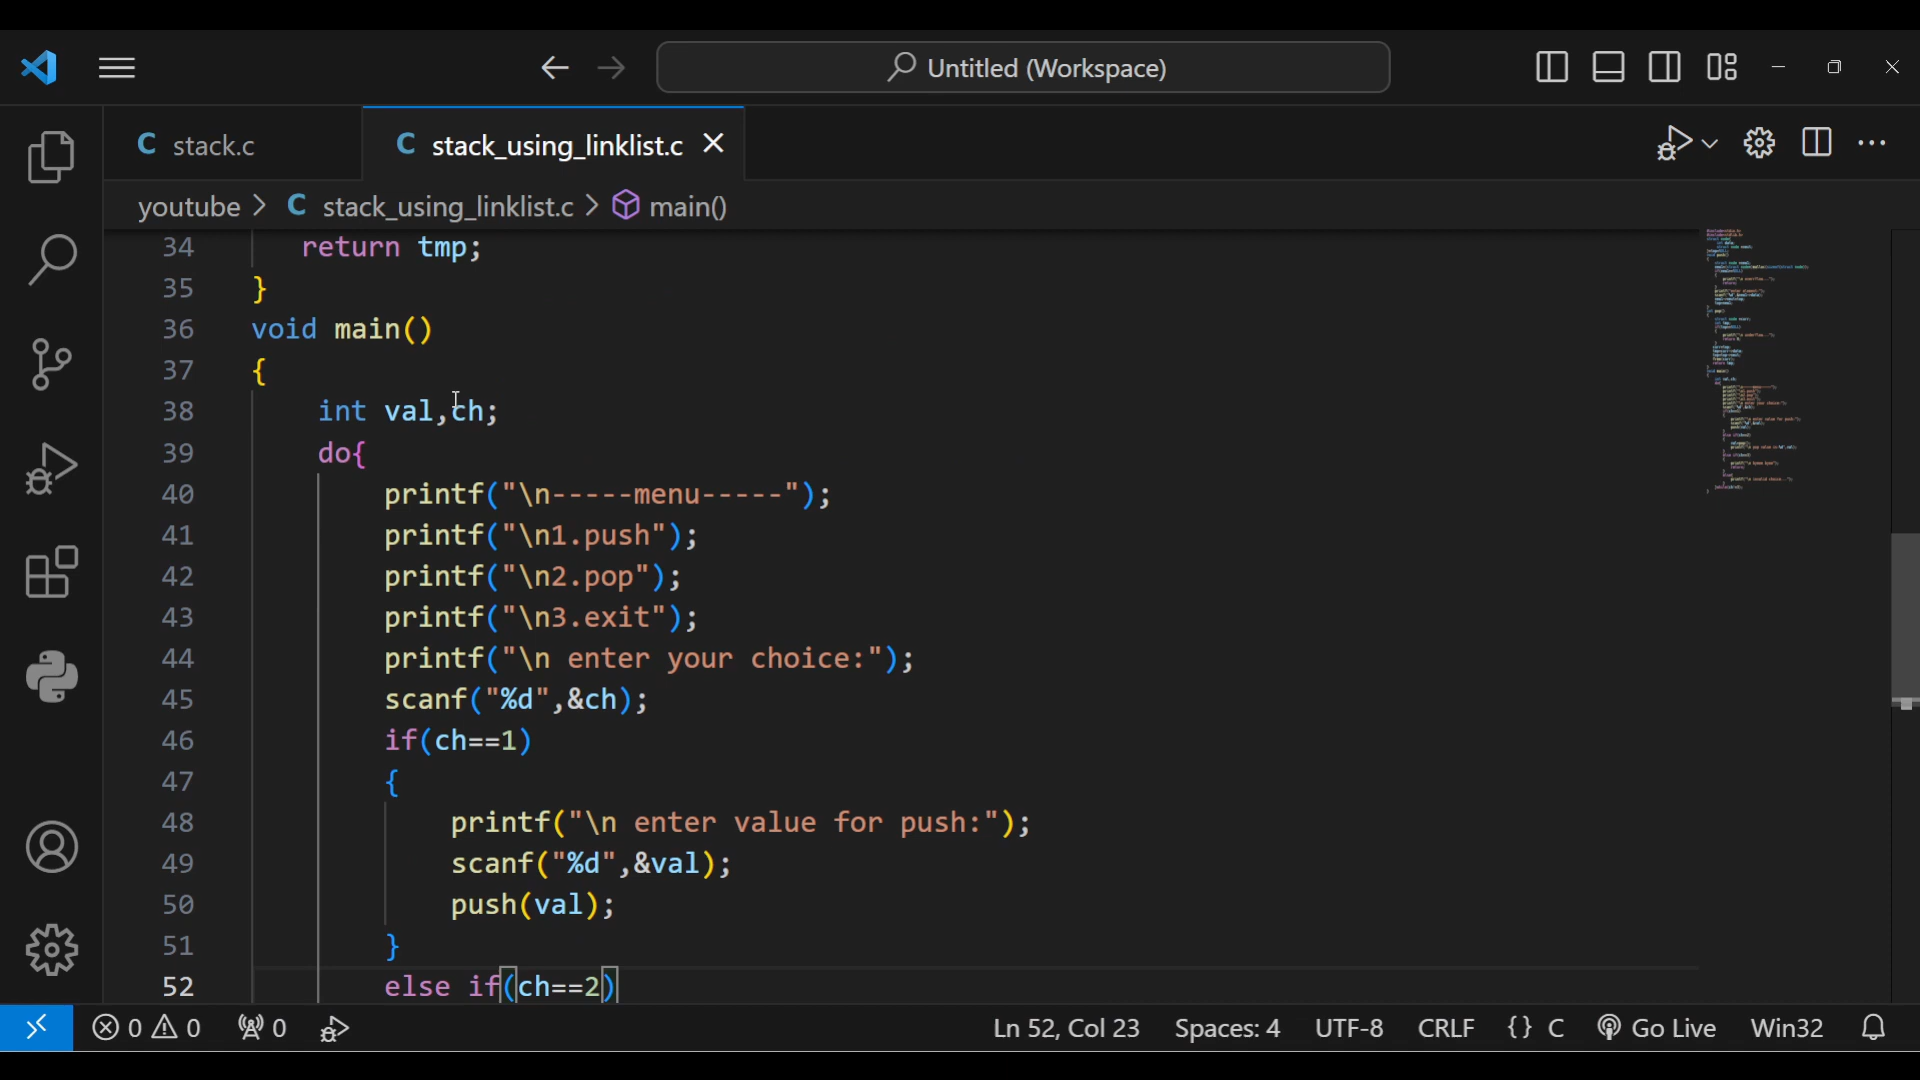 Untitled (Workspace)
C stack.c
C stack_using_linklist.c
youtube > C stack_using_linklist.c > main()
34 return tmp;
35 }
36 void main()
37 {
38 int val,ch;
39 do{
40 printf("\n-----menu-----");
41 printf("\n1.push");
42 printf("\n2.pop");
43 printf("\n3.exit");
44 printf("\n enter your choice:");
45 scanf("%d",&ch);
46 if(ch==1)
47 {
48 printf("\n enter value for push:");
49 scanf("%d",&val);
50 push(val);
51 }
52 else if(ch==2)
0 0 0 Ln 52, Col 23 Spaces: 4 UTF-8 CRLF {} C Go Live Win32